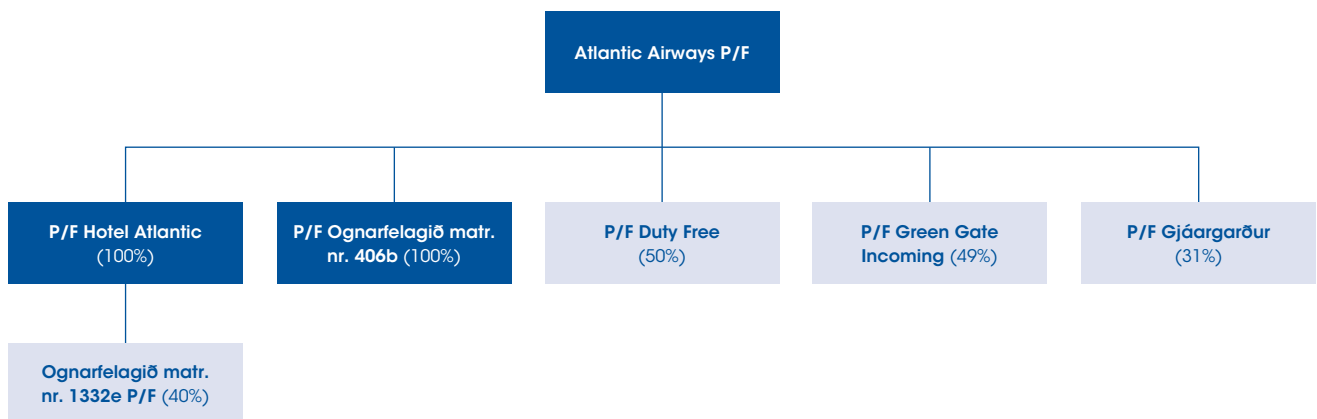 Atlantic Airways P/F
P/F Hotel Atlantic
(100%)
P/F Ognarfelagið matr.
nr. 406b (100%)
P/F Duty Free
(50%)
P/F Green Gate
Incoming (49%)
P/F Gjáargarður
(31%)
Ognarfelagið matr.
nr. 1332e P/F (40%)